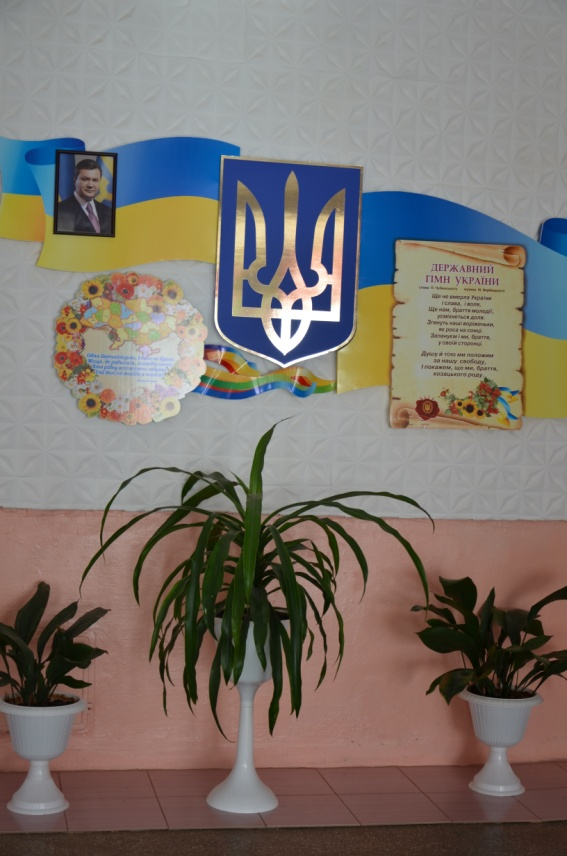 ДЕРЖАВНИЙ
ГІМН УКРАЇНИ
слова П. Чубинського музика М. Вербицького
Ще не вмерла України
і слава, і воля,
Ще нам, браття молодії,
усміхнеться доля.
Згинуть наші воріженьки,
як роса на сонці.
Запануєм і ми, браття,
у своїй сторонці.
Душу й тіло ми положим
за нашу свободу,
І покажем, що ми, браття,
козацького роду.